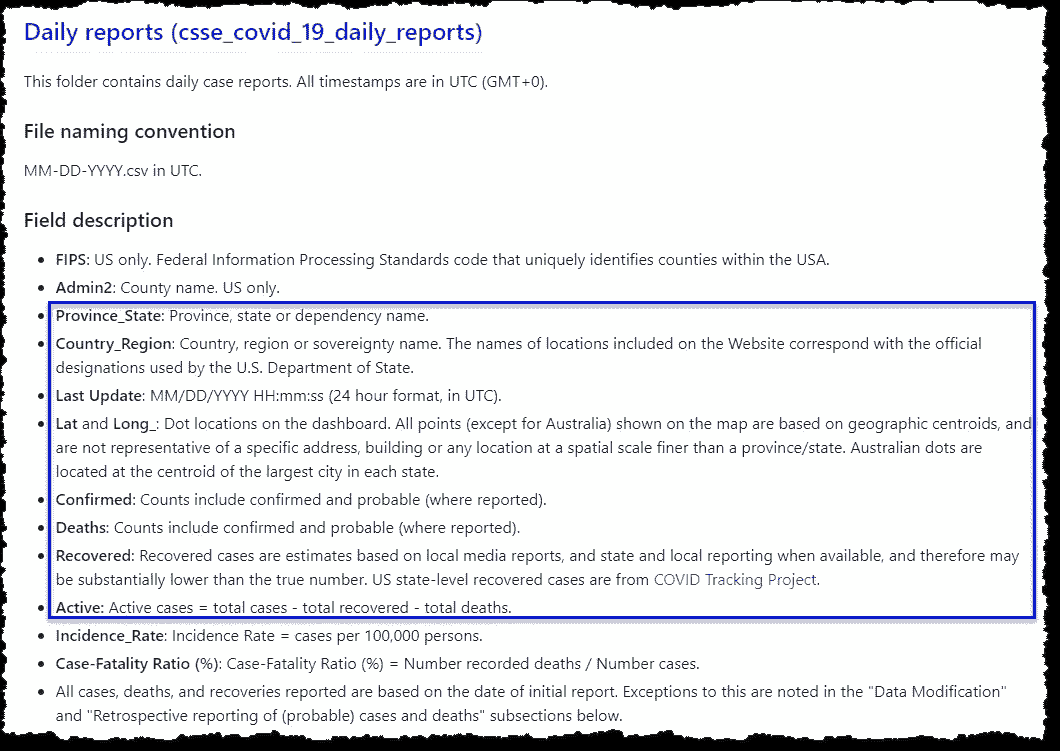 Daily reports (csse_covid_19_daily_reports)
This folder contains daily case reports. All timestamps are in UTC (GMT+0).
File naming convention
MM-DD-YYYY.csv in UTC.
Field description
• FIPS: US only. Federal Information Processing Standards code that uniquely identifies counties within the USA.
• Admin2: County name. US only.
• Province_State: Province, state or dependency name.
• Country_Region: Country, region or sovereignty name. The names of locations included on the Website correspond with the official
designations used by the U.S. Department of State.
• Last Update: MM/DD/YYYY HH:mm:ss (24 hour format, in UTC).
• Lat and Long_: Dot locations on the dashboard. All points (except for Australia) shown on the map are based on geographic centroids, and
are not representative of a specific address, building or any location at a spatial scale finer than a province/state. Australian dots are
located at the centroid of the largest city in each state.
• Confirmed: Counts include confirmed and probable (where reported).
• Deaths: Counts include confirmed and probable (where reported).
• Recovered: Recovered cases are estimates based on local media reports, and state and local reporting when available, and therefore may
be substantially lower than the true number. US state-level recovered cases are from COVID Tracking Project.
• Active: Active cases = total cases - total recovered - total deaths.
• Incidence_Rate: Incidence Rate = cases per 100,000 persons.
• Case-Fatality Ratio (%): Case-Fatality Ratio (%) = Number recorded deaths / Number cases.
• All cases, deaths, and recoveries reported are based on the date of initial report. Exceptions to this are noted in the "Data Modification"
and "Retrospective reporting of (probable) cases and deaths" subsections below.